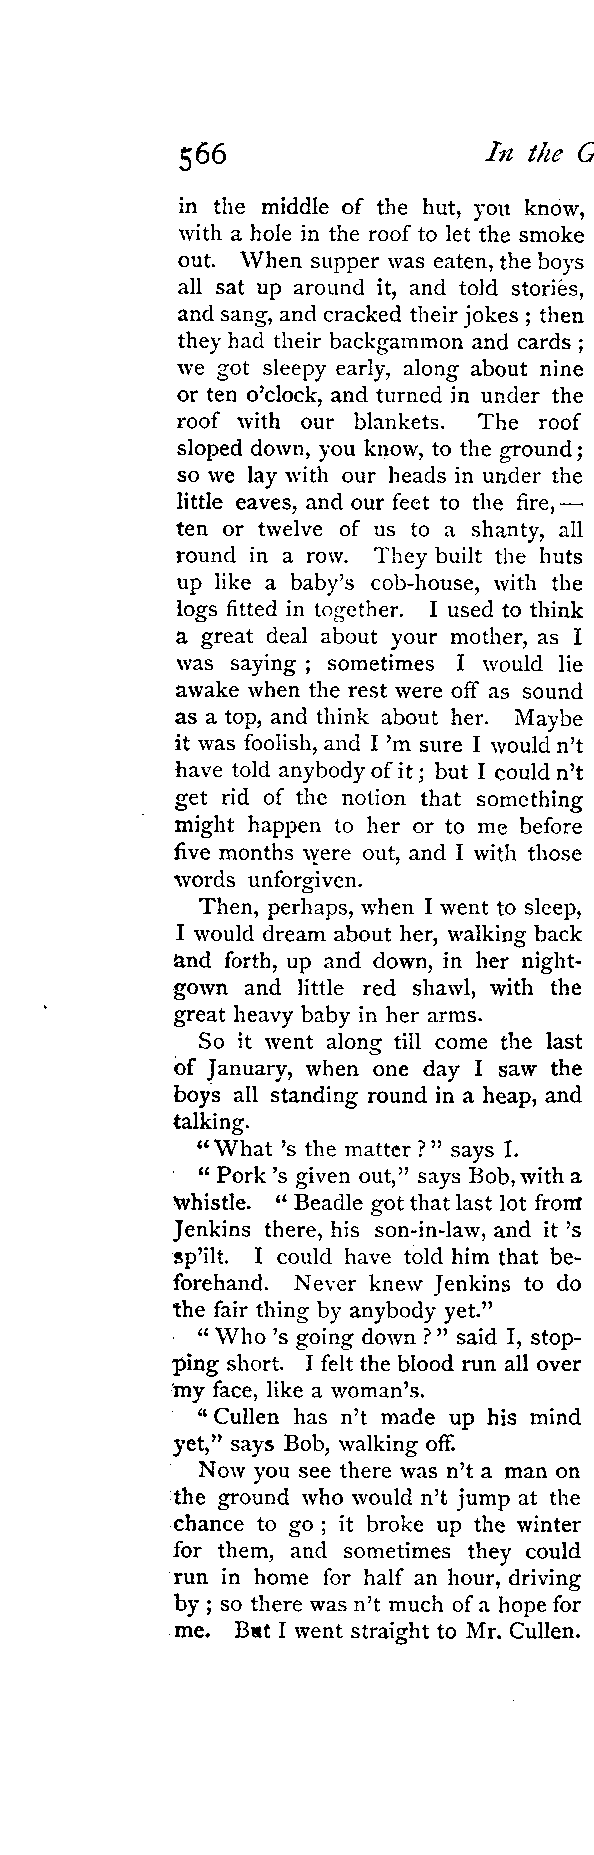 566 In the G
in the middle of the hut, you know,
with a hole in the roof to let the smoke
out. When supper was eaten, the boys
all sat up around it, and told stories,
and sang, and cracked their jokes ; then
they had their backgammon and cards ;
we got sleepy early, along about nine
or ten o'clock, and turned in under the
roof with our blankets. The roof
sloped down, you know, to the ground ;
so we lay with our heads in under the
little eaves, and our feet to the fire, —
ten or twelve of us to a shanty, all
round in a row. They built the huts
up like a baby's cob-house, with the
logs fitted in together. I used to think
a great deal about your mother, as I
was saying ; sometimes I would lie
awake when the rest were off as sound
as a top, and think about her. Maybe
it was foolish, and I 'm sure I would n't
have told anybody of it ; but I could n't
get rid of the notion that something
might happen to her or to me before
five months were out, and I with those
words unforgiven.
Then, perhaps, when I went to sleep,
I would dream about her, walking back
and forth, up and down, in her night-
gown and little red shawl, with the
great heavy baby in her arms.
So it went along till come the last
of January, when one day I saw the
boys all standing round in a heap, and
talking.
"What 's the matter ?" says I.
"Pork 's given out," says Bob, with a
whistle. "Beadle got that last lot from
Jenkins there, his son-in-law, and it 's
sp'ilt. I could have told him that be-
forehand. Never knew Jenkins to do
the fair thing by anybody yet."
"Who 's going down ?" said I, stop-
ping short. I felt the blood run all over
my face, like a woman's.
"Cullen has n't made up his mind
yet," says Bob, walking off.
Now you see there was n't a man on
the ground who would n't jump at the
chance to go ; it broke up the winter
for them, and sometimes they could
run in home for half an hour, driving
by ; so there was n't much of a hope for
me. But I went straight to Mr. Cullen.